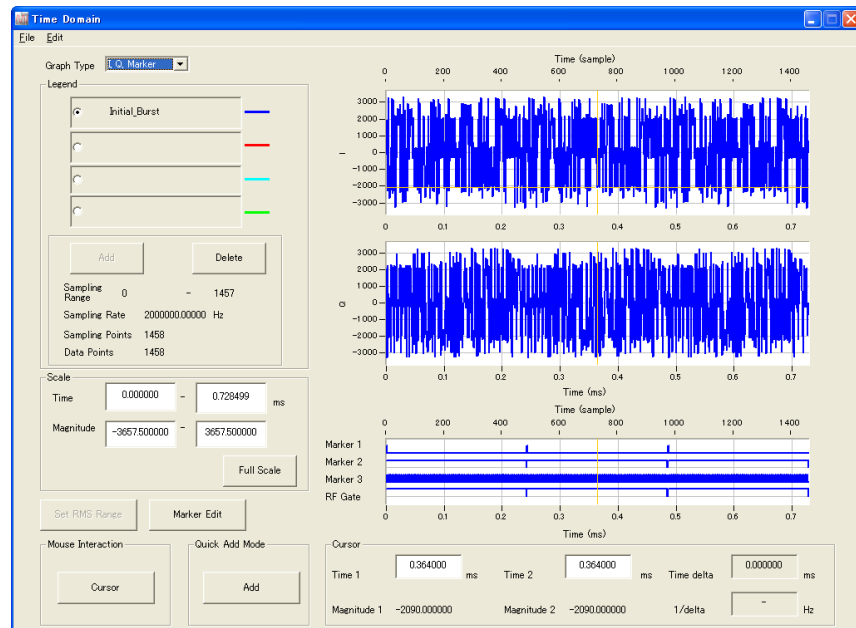 Time Domain
File Edit
Graph Type I, Q, Marker
Legend
Initial_Burst
Add Delete
Sampling Range 0 - 1457
Sampling Rate 2000000.00000 Hz
Sampling Points 1458
Data Points 1458
Scale
Time 0.000000 - 0.728499 ms
Magnitude -3657.500000 - 3657.500000
Full Scale
Set RMS Range Marker Edit
Mouse Interaction
Cursor
Quick Add Mode
Add
Time (sample)
0 200 400 600 800 1000 1200 1400
3000
2000
1000
0
-1000
-2000
-3000
I
0 0.1 0.2 0.3 0.4 0.5 0.6 0.7
3000
2000
1000
0
-1000
-2000
-3000
Q
0 0.1 0.2 0.3 0.4 0.5 0.6 0.7
Time (ms)
Time (sample)
0 200 400 600 800 1000 1200 1400
Marker 1
Marker 2
Marker 3
RF Gate
0 0.1 0.2 0.3 0.4 0.5 0.6 0.7
Time (ms)
Cursor
Time 1 0.364000 ms Time 2 0.364000 ms Time delta 0.000000 ms
Magnitude 1 -2090.000000 Magnitude 2 -2090.000000 1/delta - Hz